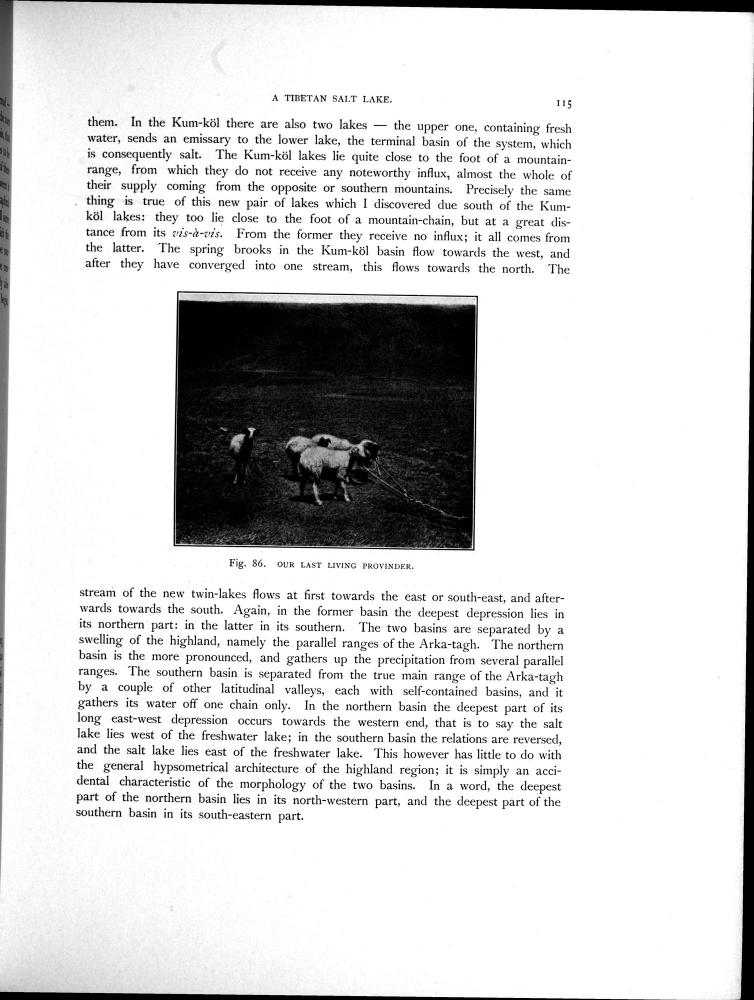 A TIBETAN SALT LAKE.
115
them. In the Kum-köl there are also two lakes — the upper one, containing fresh
water, sends an emissary to the lower lake, the terminal basin of the system, which
is consequently salt. The Kum-köl lakes lie quite close to the foot of a mountain-
range, from which they do not receive any noteworthy influx, almost the whole of
their supply coming from the opposite or southern mountains. Precisely the same
thing is true of this new pair of lakes which I discovered due south of the Kum-
köl lakes: they too lie close to the foot of a mountain-chain, but at a great dis-
tance from its vis-à-vis. From the former they receive no influx; it all comes from
the latter. The spring brooks in the Kum-köl basin flow towards the west, and
after they have converged into one stream, this flows towards the north. The
Fig. 86. OUR LAST LIVING PROVINDER.
stream of the new twin-lakes flows at first towards the east or south-east, and after-
wards towards the south. Again, in the former basin the deepest depression lies in
its northern part: in the latter in its southern. The two basins are separated by a
swelling of the highland, namely the parallel ranges of the Arka-tagh. The northern
basin is the more pronounced, and gathers up the precipitation from several parallel
ranges. The southern basin is separated from the true main range of the Arka-tagh
by a couple of other latitudinal valleys, each with self-contained basins, and it
gathers its water off one chain only. In the northern basin the deepest part of its
long east-west depression occurs towards the western end, that is to say the salt
lake lies west of the freshwater lake; in the southern basin the relations are reversed,
and the salt lake lies east of the freshwater lake. This however has little to do with
the general hypsometrical architecture of the highland region; it is simply an acci-
dental characteristic of the morphology of the two basins. In a word, the deepest
part of the northern basin lies in its north-western part, and the deepest part of the
southern basin in its south-eastern part.